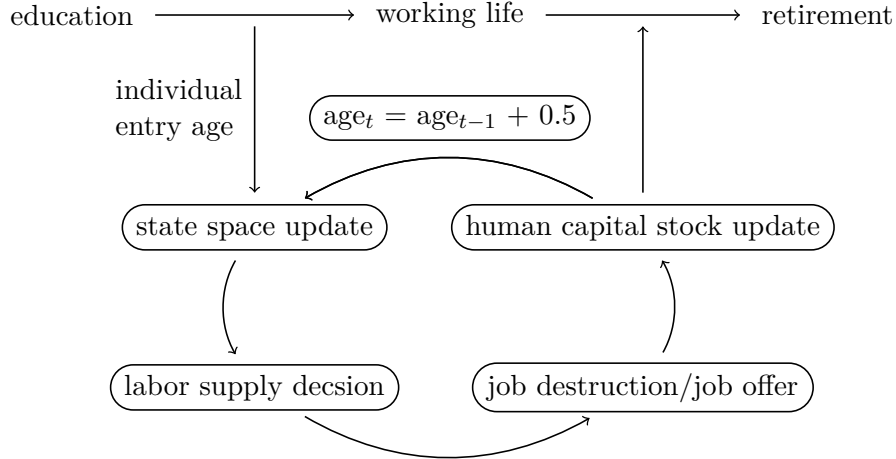 education
working life
retirement
individual
entry age
age_t = age_{t−1} + 0.5
state space update
human capital stock update
labor supply decsion
job destruction/job offer